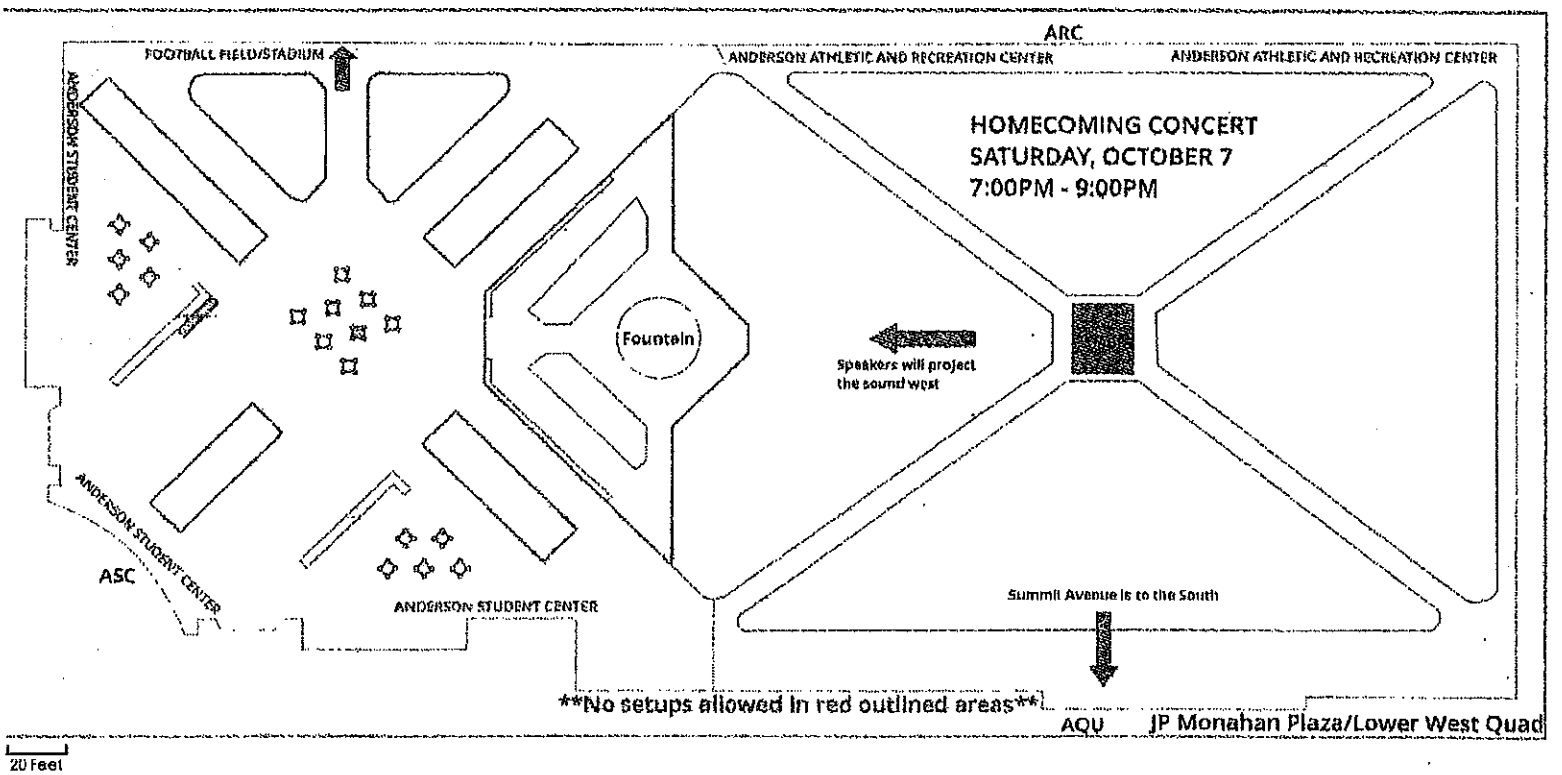 ARC
FOOTBALL FIELD/STADIUM
ANDERSON ATHLETIC AND RECREATION CENTER
ANDERSON ATHLETIC AND RECREATION CENTER
ANDERSON STUDENT CENTER
HOMECOMING CONCERT
SATURDAY, OCTOBER 7
7:00PM - 9:00PM
Fountain
Speakers will project
the sound west
ANDERSON STUDENT CENTER
ASC
ANDERSON STUDENT CENTER
Summit Avenue is to the South
**No setups allowed in red outlined areas**
AQU
JP Monahan Plaza/Lower West Quad
20 Feet